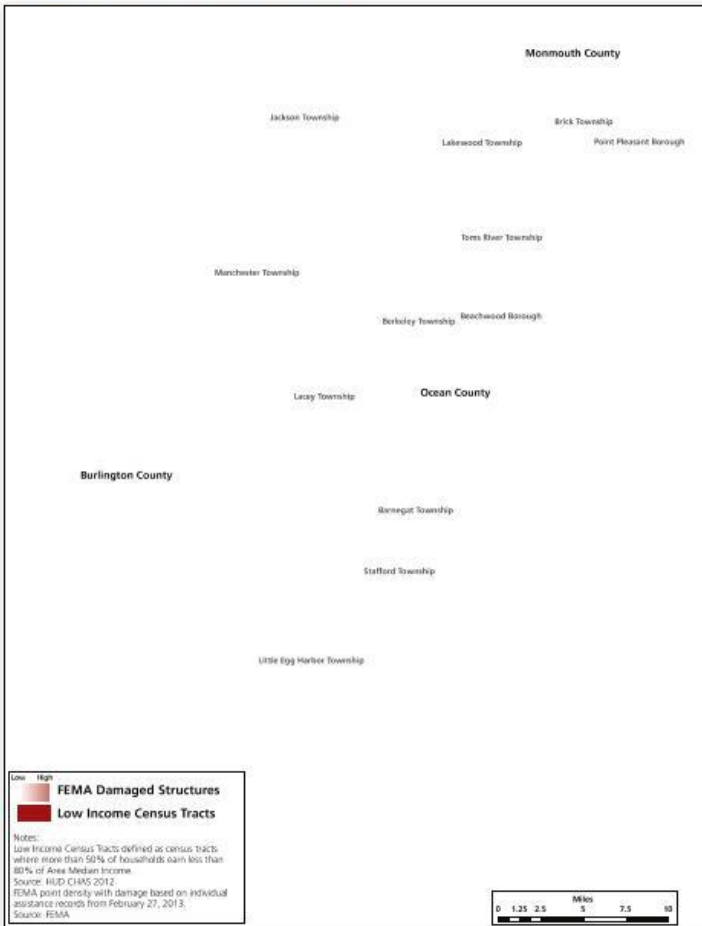 Monmouth County
Jackson Township
Brick Township
Lakewood Township
Point Pleasant Borough
Toms River Township
Manchester Township
Berkeley Township
Beachwood Borough
Lacey Township
Ocean County
Burlington County
Barnegat Township
Stafford Township
Little Egg Harbor Township
Low High
FEMA Damaged Structures
Low Income Census Tracts
Notes:
Low Income Census Tracts defined as census tracts
where more than 50% of households earn less than
80% of Area Median Income.
Source: HUD CHAS 2012
FEMA point density with damage based on individual
assistance records from February 27, 2013.
Source: FEMA
Miles
0 1.25 2.5 5 7.5 10